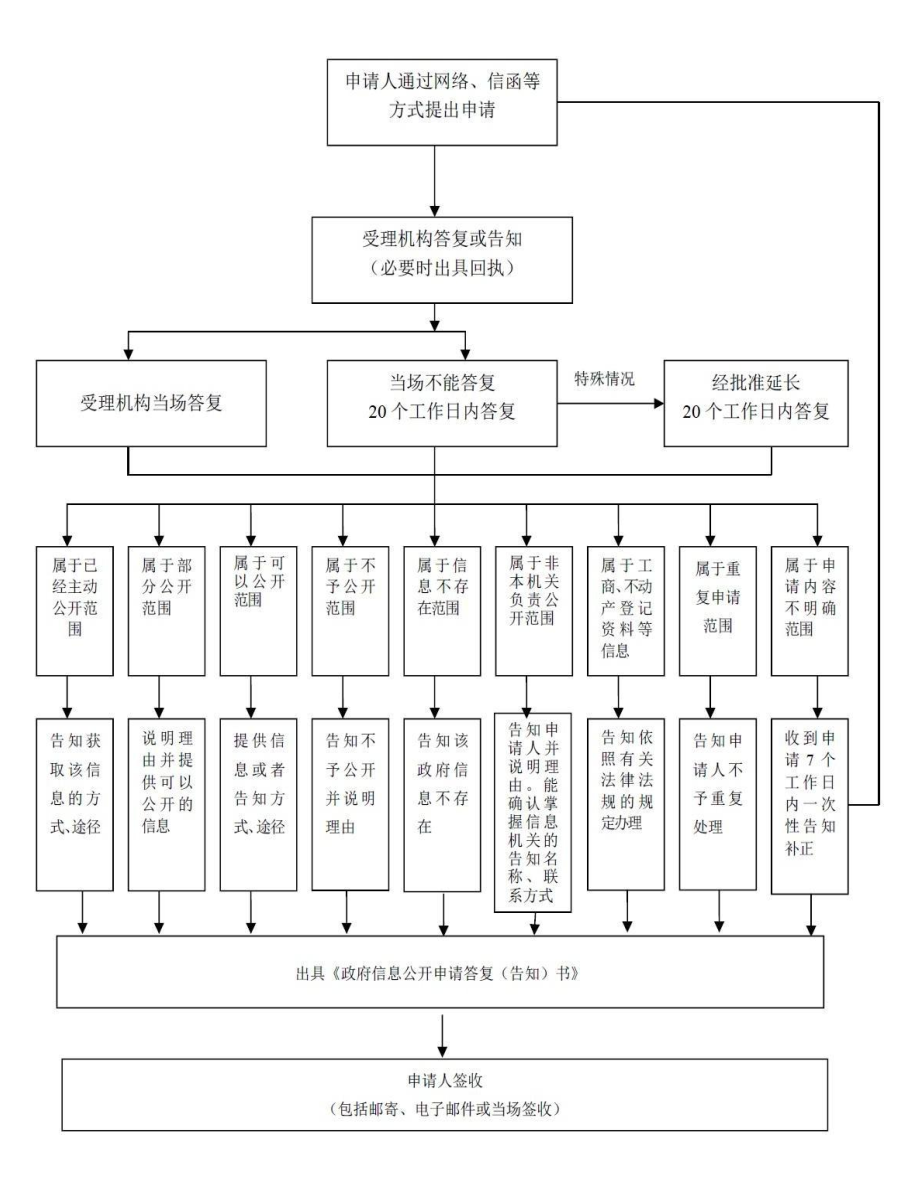 申请人通过网络、信函等
方式提出申请
受理机构答复或告知
（必要时出具回执）
受理机构当场答复
当场不能答复
20 个工作日内答复
特殊情况
经批准延长
20 个工作日内答复
属于已
经主动
公开范
围
属于部
分公开
范围
属于可
以公开
范围
属于不
予公开
范围
属于信
息不存
在范围
属于非
本机关
负责公
开范围
属于工
商、不动
产登记
资料等
信息
属于重
复申请
范围
属于申
请内容
不明确
范围
告知获
取该信
息的方
式、途径
说明理
由并提
供可以
公开的
信息
提供信
息或者
告知方
式、途径
告知不
予公开
并说明
理由
告知该
政府信
息不存
在
告知申
请人并
说明理
由。能
确认掌
握信息
机关的
告知名
称、联
系方式
告知依
照有关
法律法
规的规
定办理
告知申
请人不
予重复
处理
收到申
请 7 个
工作日
内一次
性告知
补正
出具《政府信息公开申请答复（告知）书》
申请人签收
（包括邮寄、电子邮件或当场签收）